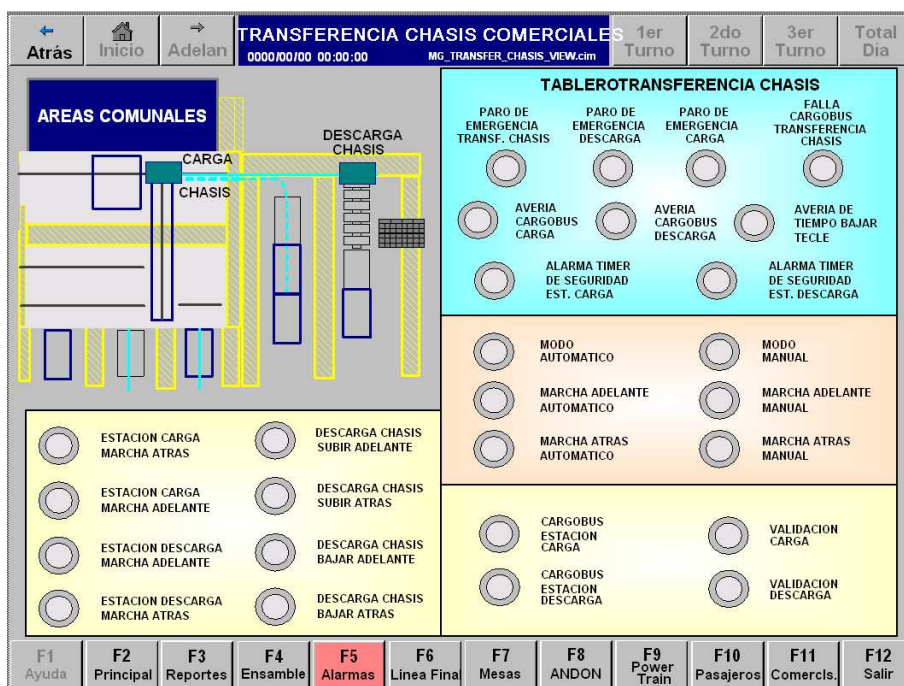 Atrás
Inicio
Adelan
TRANSFERENCIA CHASIS COMERCIALES
0000/00/00 00:00:00 MG_TRANSFER_CHASIS_VIEW.cim
1er
Turno
2do
Turno
3er
Turno
Total
Día
AREAS COMUNALES
CARGA
CHASIS
DESCARGA
CHASIS
TABLEROTRANSFERENCIA CHASIS
PARO DE
EMERGENCIA
TRANSF. CHASIS
PARO DE
EMERGENCIA
DESCARGA
PARO DE
EMERGENCIA
CARGA
FALLA
CARGOBUS
TRANSFERENCIA
CHASIS
AVERIA
CARGOBUS
CARGA
AVERIA
CARGOBUS
DESCARGA
AVERIA DE
TIEMPO BAJAR
TECLE
ALARMA TIMER
DE SEGURIDAD
EST. CARGA
ALARMA TIMER
DE SEGURIDAD
EST. DESCARGA
MODO
AUTOMATICO
MODO
MANUAL
MARCHA ADELANTE
AUTOMATICO
MARCHA ADELANTE
MANUAL
MARCHA ATRAS
AUTOMATICO
MARCHA ATRAS
MANUAL
ESTACION CARGA
MARCHA ATRAS
DESCARGA CHASIS
SUBIR ADELANTE
ESTACION CARGA
MARCHA ADELANTE
DESCARGA CHASIS
SUBIR ATRAS
ESTACION DESCARGA
MARCHA ADELANTE
DESCARGA CHASIS
BAJAR ADELANTE
ESTACION DESCARGA
MARCHA ATRAS
DESCARGA CHASIS
BAJAR ATRAS
CARGOBUS
ESTACION
CARGA
VALIDACION
CARGA
CARGOBUS
ESTACION
DESCARGA
VALIDACION
DESCARGA
F1
Ayuda
F2
Principal
F3
Reportes
F4
Ensamble
F5
Alarmas
F6
Linea Final
F7
Mesas
F8
ANDON
F9
Power
Train
F10
Pasajeros
F11
Comercls.
F12
Salir